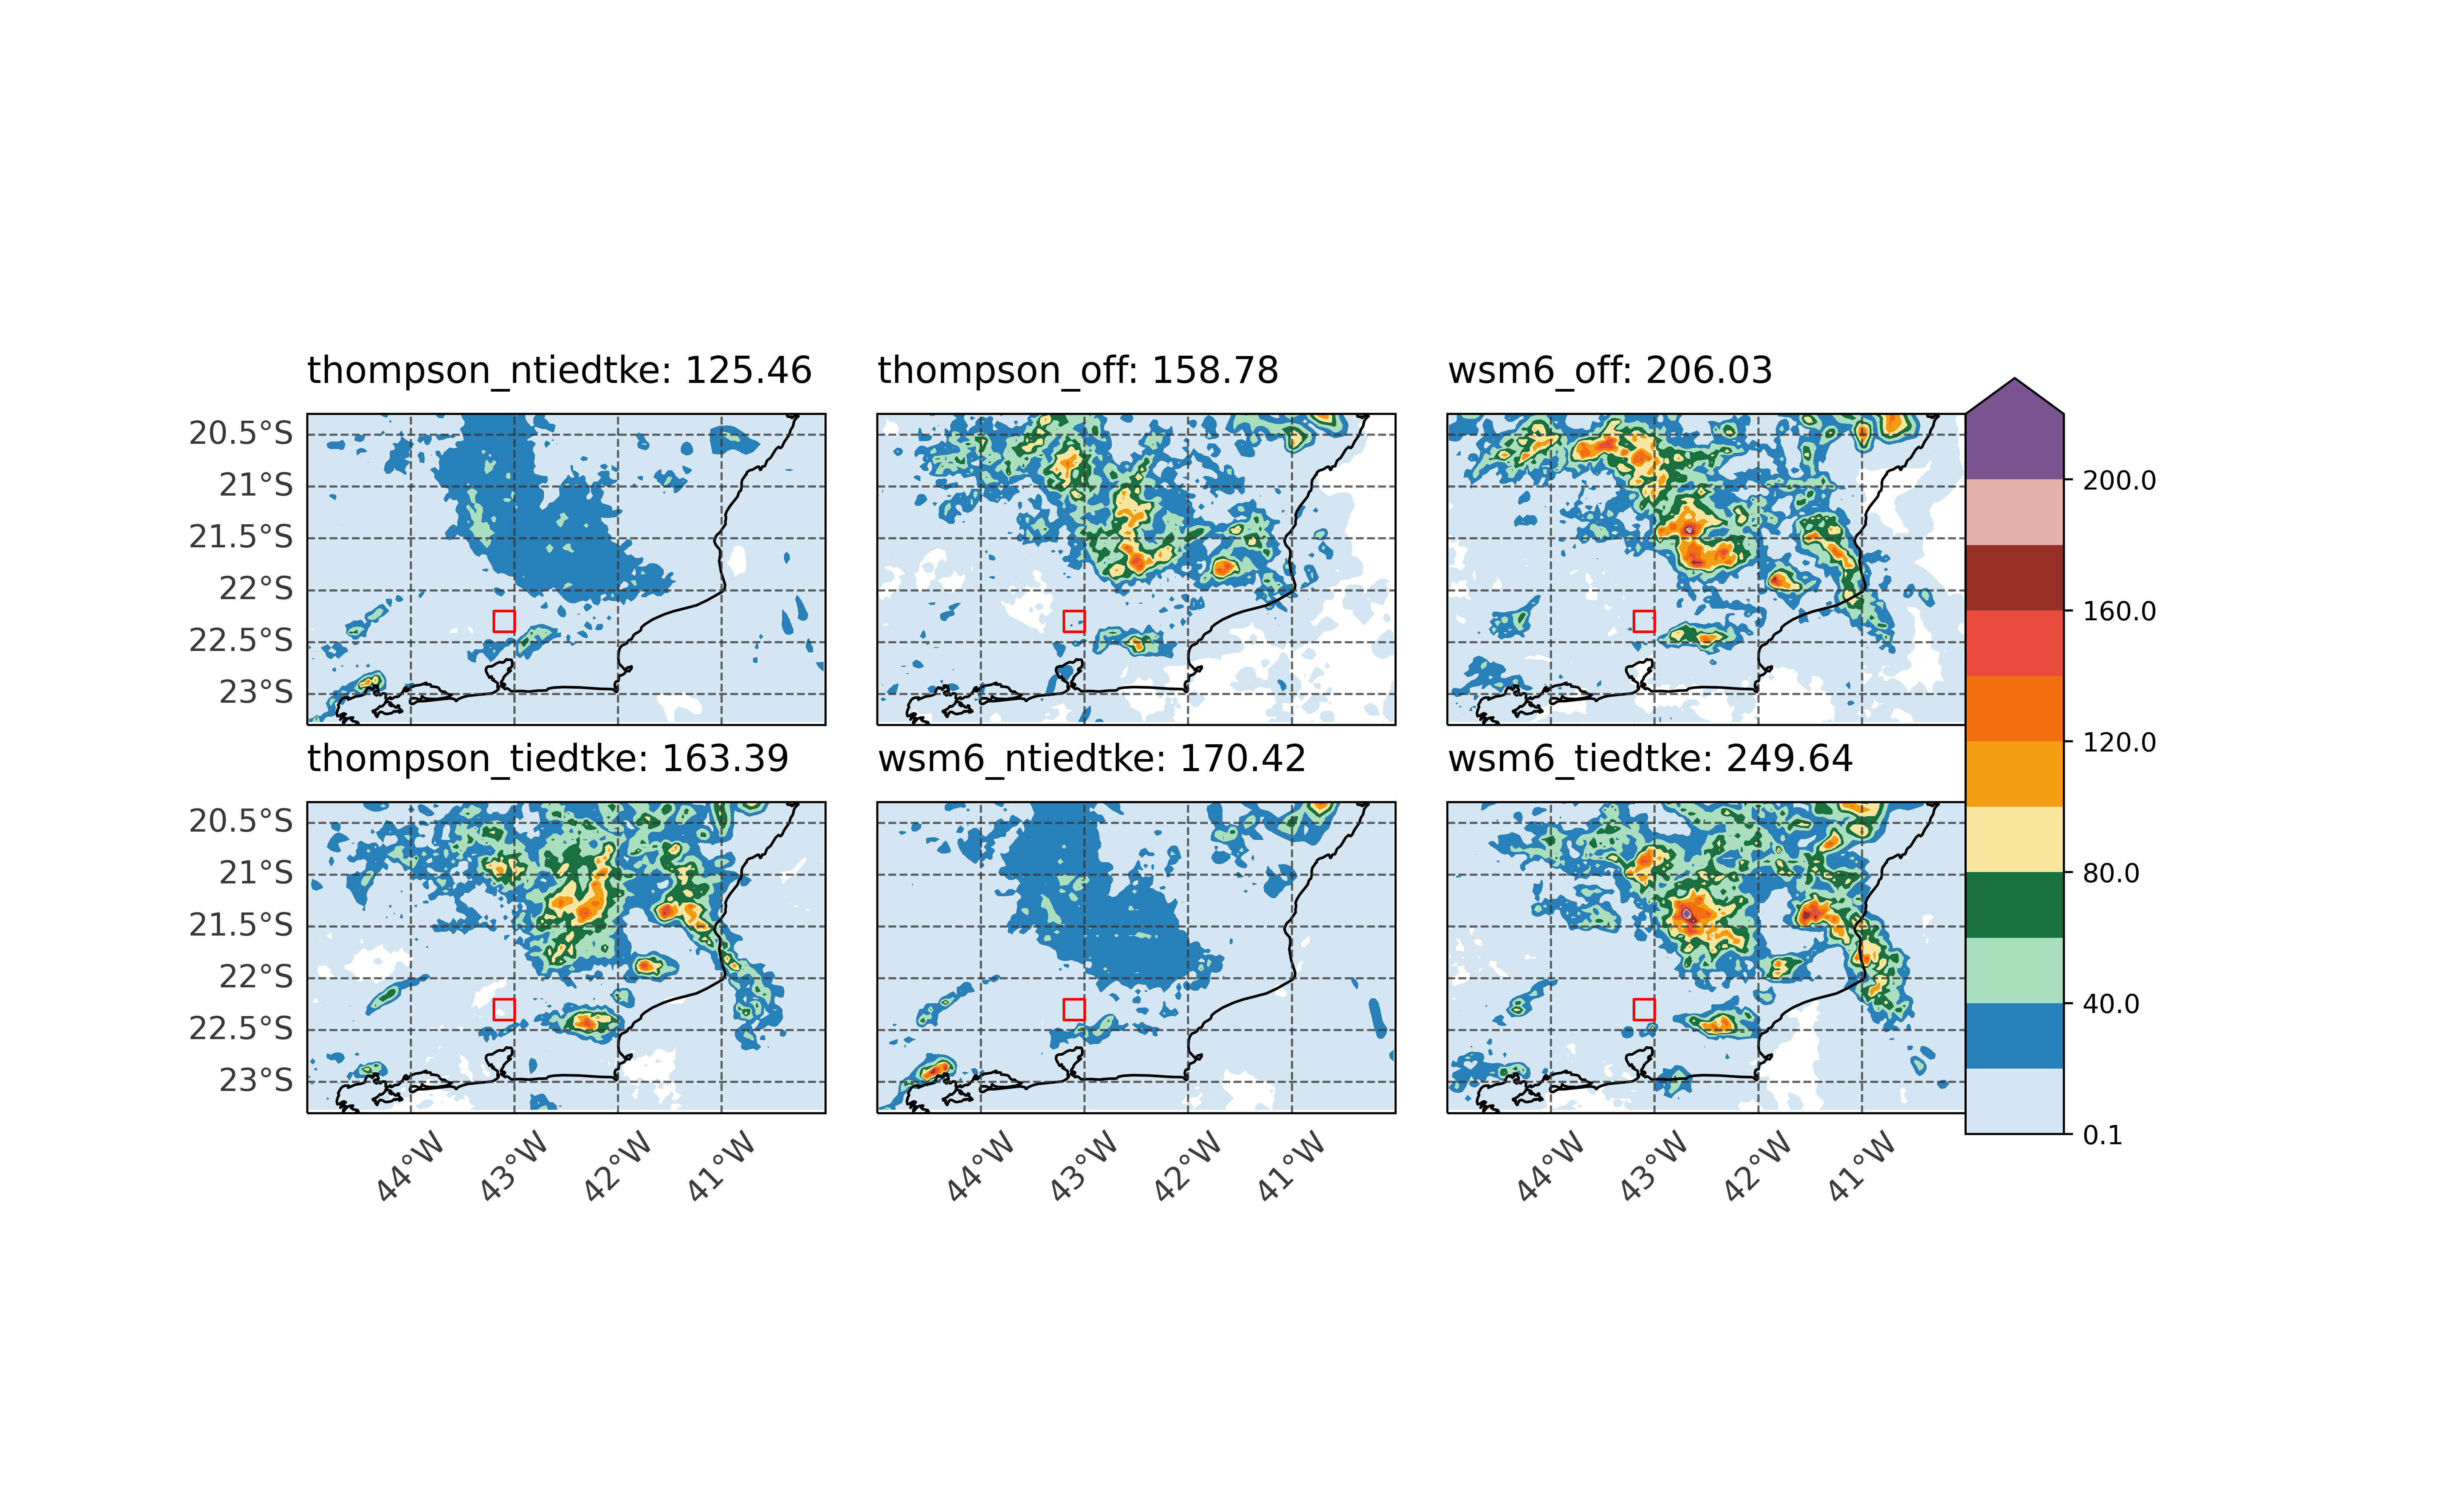 thompson_ntiedtke: 125.46
thompson_off: 158.78
wsm6_off: 206.03
20.5°S
21°S
21.5°S
22°S
22.5°S
23°S
thompson_tiedtke: 163.39
wsm6_ntiedtke: 170.42
wsm6_tiedtke: 249.64
20.5°S
21°S
21.5°S
22°S
22.5°S
23°S
44°W
43°W
42°W
41°W
44°W
43°W
42°W
41°W
44°W
43°W
42°W
41°W
200.0
160.0
120.0
80.0
40.0
0.1